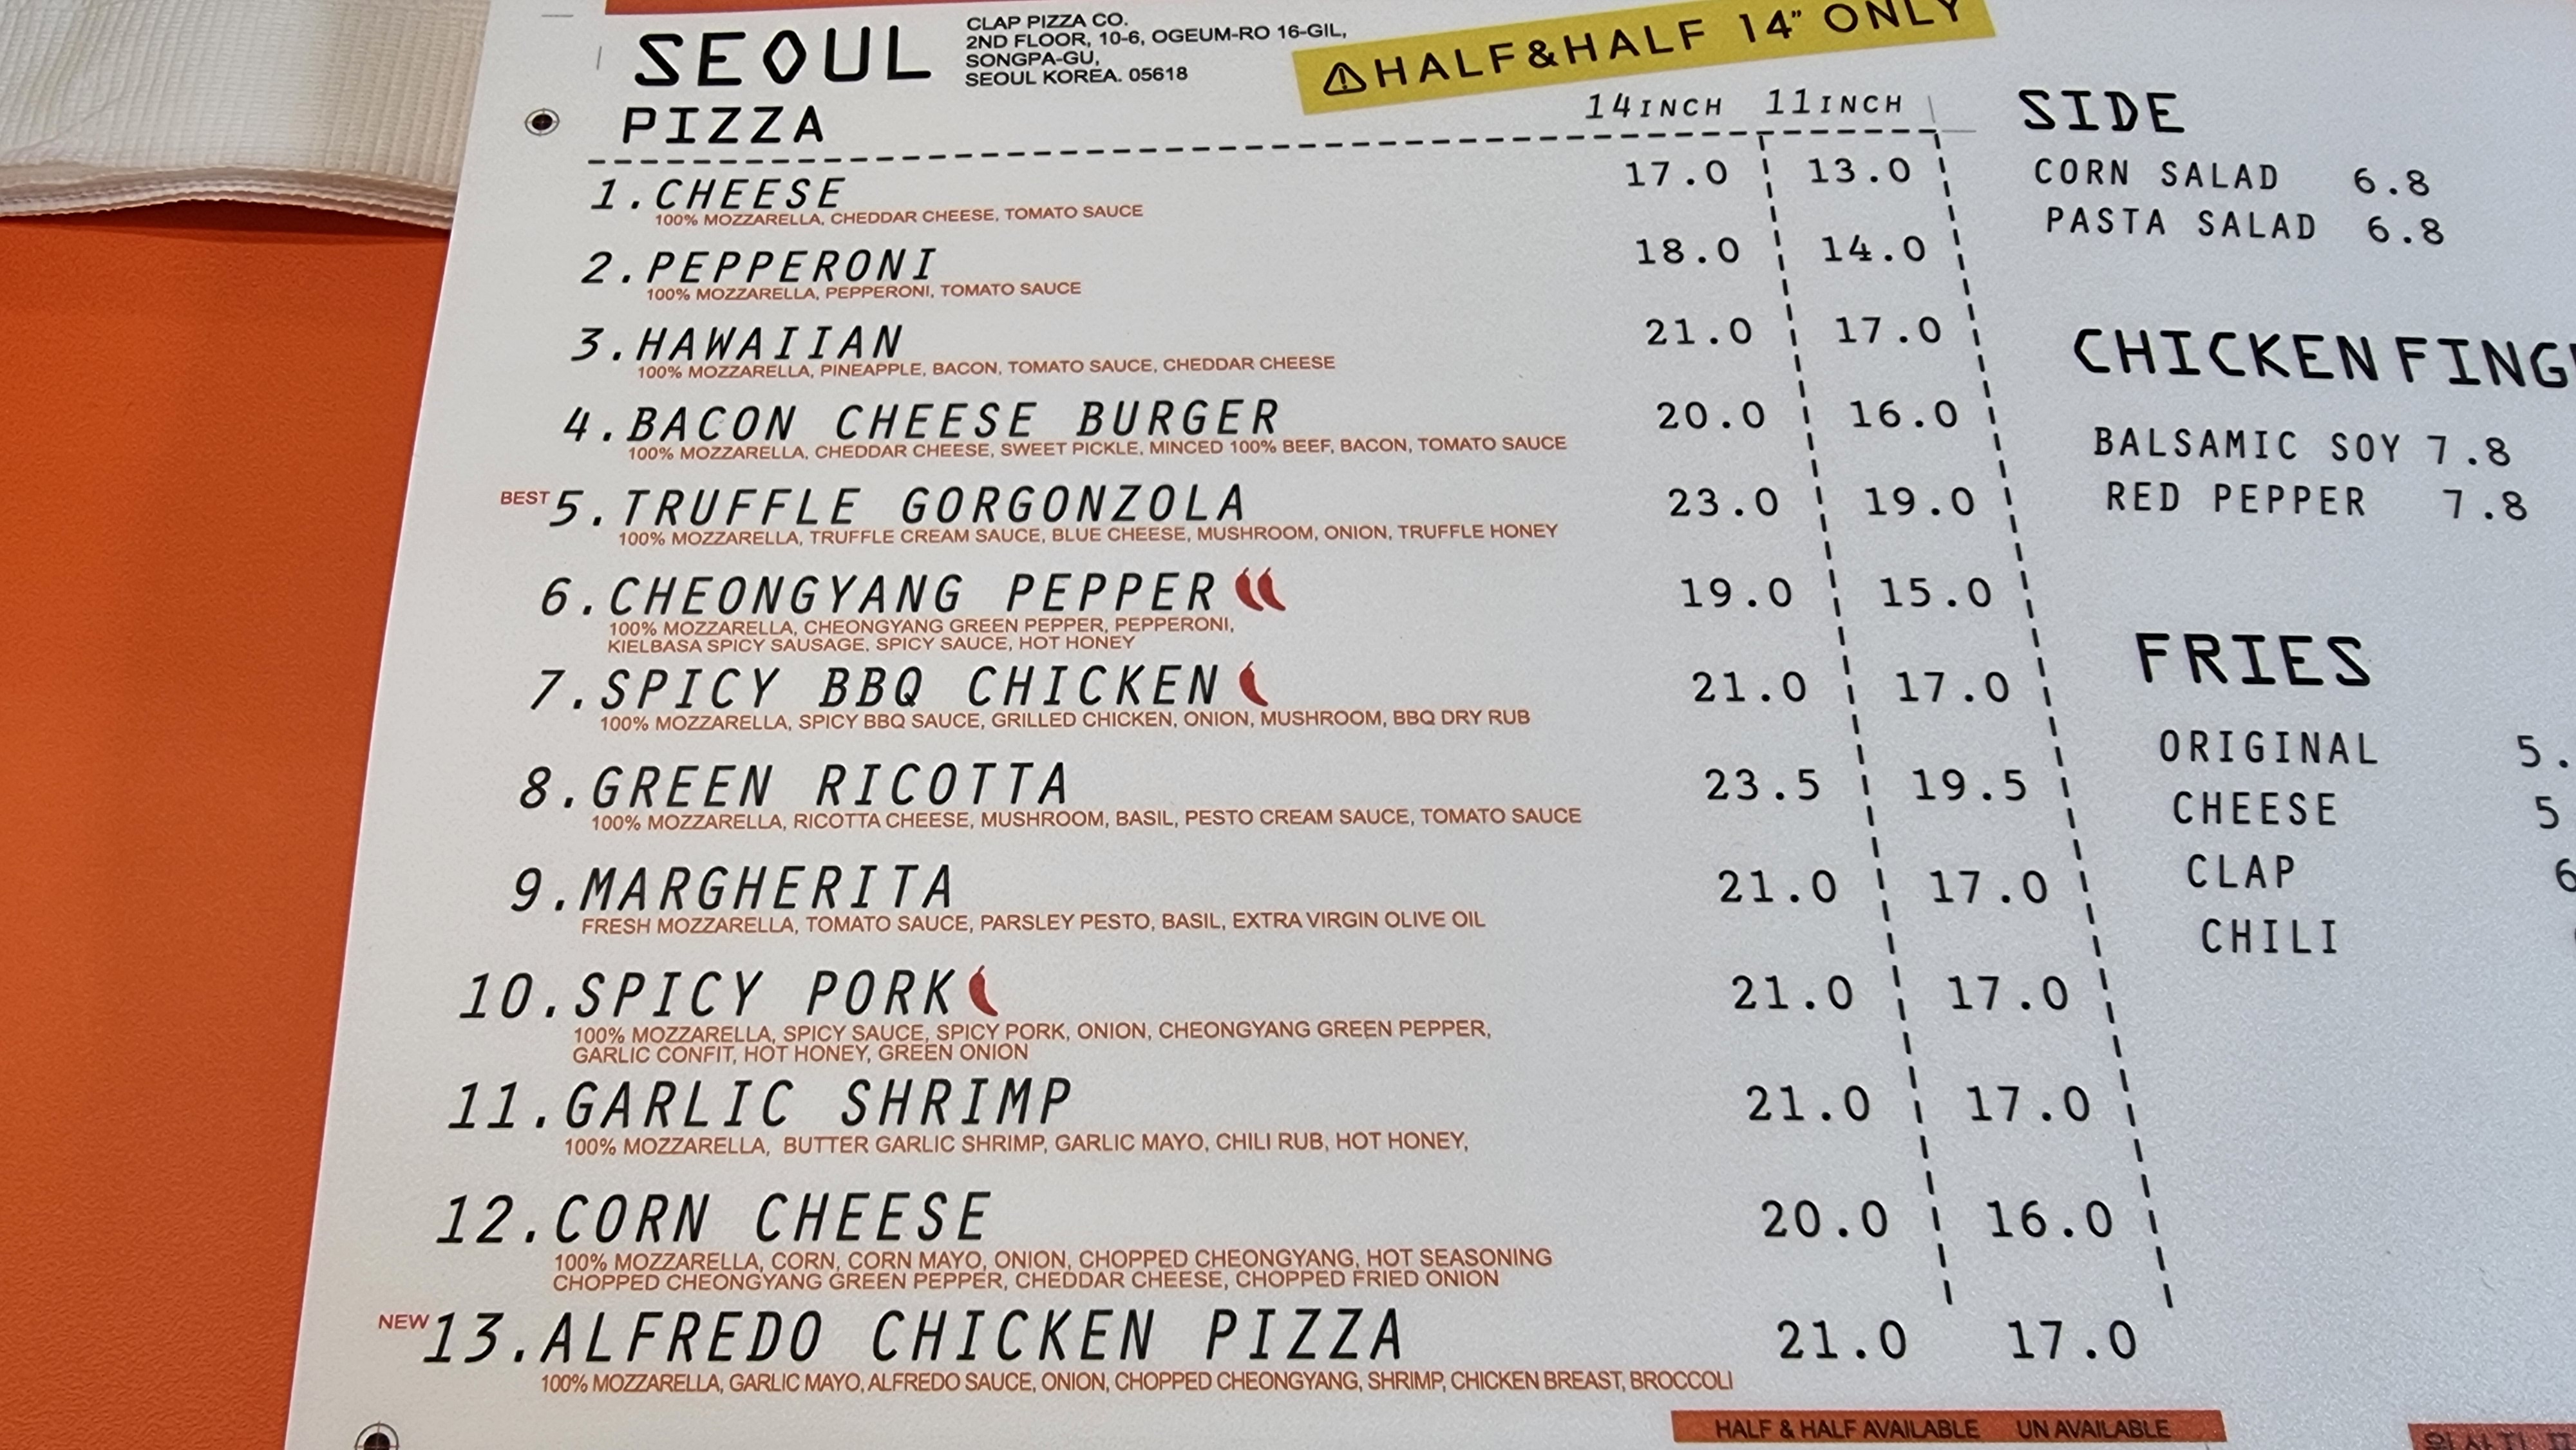 SEOUL
CLAP PIZZA CO.
2ND FLOOR, 10-6, OGEUM-RO 16-GIL,
SONGPA-GU,
SEOUL KOREA. 05618
⚠HALF&HALF 14" ONLY
PIZZA
14INCH 11INCH
1.CHEESE 17.0 13.0
100% MOZZARELLA, CHEDDAR CHEESE, TOMATO SAUCE
2.PEPPERONI 18.0 14.0
100% MOZZARELLA, PEPPERONI, TOMATO SAUCE
3.HAWAIIAN 21.0 17.0
100% MOZZARELLA, PINEAPPLE, BACON, TOMATO SAUCE, CHEDDAR CHEESE
4.BACON CHEESE BURGER 20.0 16.0
100% MOZZARELLA, CHEDDAR CHEESE, SWEET PICKLE, MINCED 100% BEEF, BACON, TOMATO SAUCE
BEST 5.TRUFFLE GORGONZOLA 23.0 19.0
100% MOZZARELLA, TRUFFLE CREAM SAUCE, BLUE CHEESE, MUSHROOM, ONION, TRUFFLE HONEY
6.CHEONGYANG PEPPER 19.0 15.0
100% MOZZARELLA, CHEONGYANG GREEN PEPPER, PEPPERONI,
KIELBASA SPICY SAUSAGE, SPICY SAUCE, HOT HONEY
7.SPICY BBQ CHICKEN 21.0 17.0
100% MOZZARELLA, SPICY BBQ SAUCE, GRILLED CHICKEN, ONION, MUSHROOM, BBQ DRY RUB
8.GREEN RICOTTA 23.5 19.5
100% MOZZARELLA, RICOTTA CHEESE, MUSHROOM, BASIL, PESTO CREAM SAUCE, TOMATO SAUCE
9.MARGHERITA 21.0 17.0
FRESH MOZZARELLA, TOMATO SAUCE, PARSLEY PESTO, BASIL, EXTRA VIRGIN OLIVE OIL
10.SPICY PORK 21.0 17.0
100% MOZZARELLA, SPICY SAUCE, SPICY PORK, ONION, CHEONGYANG GREEN PEPPER,
GARLIC CONFIT, HOT HONEY, GREEN ONION
11.GARLIC SHRIMP 21.0 17.0
100% MOZZARELLA, BUTTER GARLIC SHRIMP, GARLIC MAYO, CHILI RUB, HOT HONEY,
12.CORN CHEESE 20.0 16.0
100% MOZZARELLA, CORN, CORN MAYO, ONION, CHOPPED CHEONGYANG, HOT SEASONING
CHOPPED CHEONGYANG GREEN PEPPER, CHEDDAR CHEESE, CHOPPED FRIED ONION
NEW 13.ALFREDO CHICKEN PIZZA 21.0 17.0
100% MOZZARELLA, GARLIC MAYO, ALFREDO SAUCE, ONION, CHOPPED CHEONGYANG, SHRIMP, CHICKEN BREAST, BROCCOLI
HALF & HALF AVAILABLE UN AVAILABLE
SIDE
CORN SALAD 6.8
PASTA SALAD 6.8
CHICKEN FING
BALSAMIC SOY 7.8
RED PEPPER 7.8
FRIES
ORIGINAL 5.
CHEESE 5
CLAP 6
CHILI